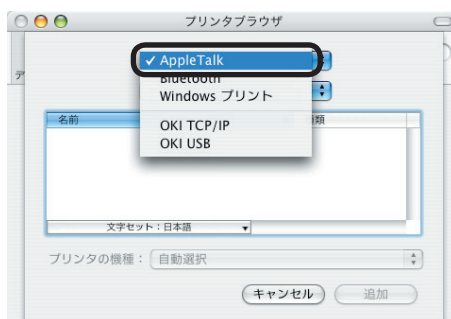 プリンタブラウザ
✓ AppleTalk
Bluetooth
Windows プリント
OKI TCP/IP
OKI USB
名前
文字セット：日本語
プリンタの機種：
自動選択
キャンセル
追加